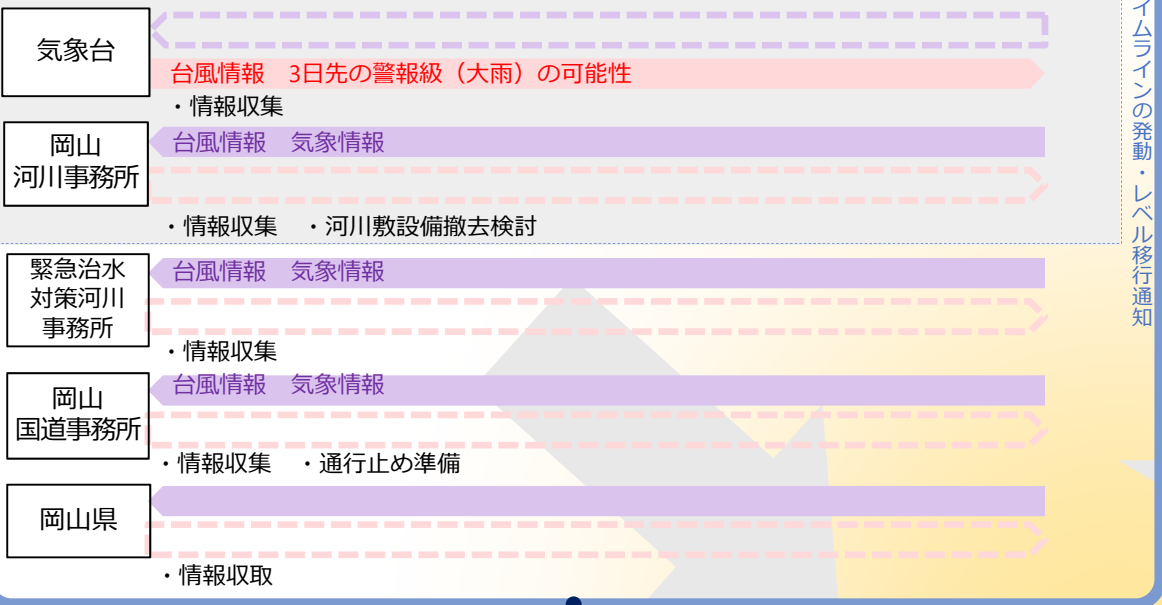 気象台
台風情報　3日先の警報級（大雨）の可能性
・情報収集
岡山
河川事務所
台風情報　気象情報
・情報収集　・河川敷設備撤去検討
緊急治水
対策河川
事務所
台風情報　気象情報
・情報収集
岡山
国道事務所
台風情報　気象情報
・情報収集　・通行止め準備
岡山県
・情報収取
イムラインの発動・レベル移行通知